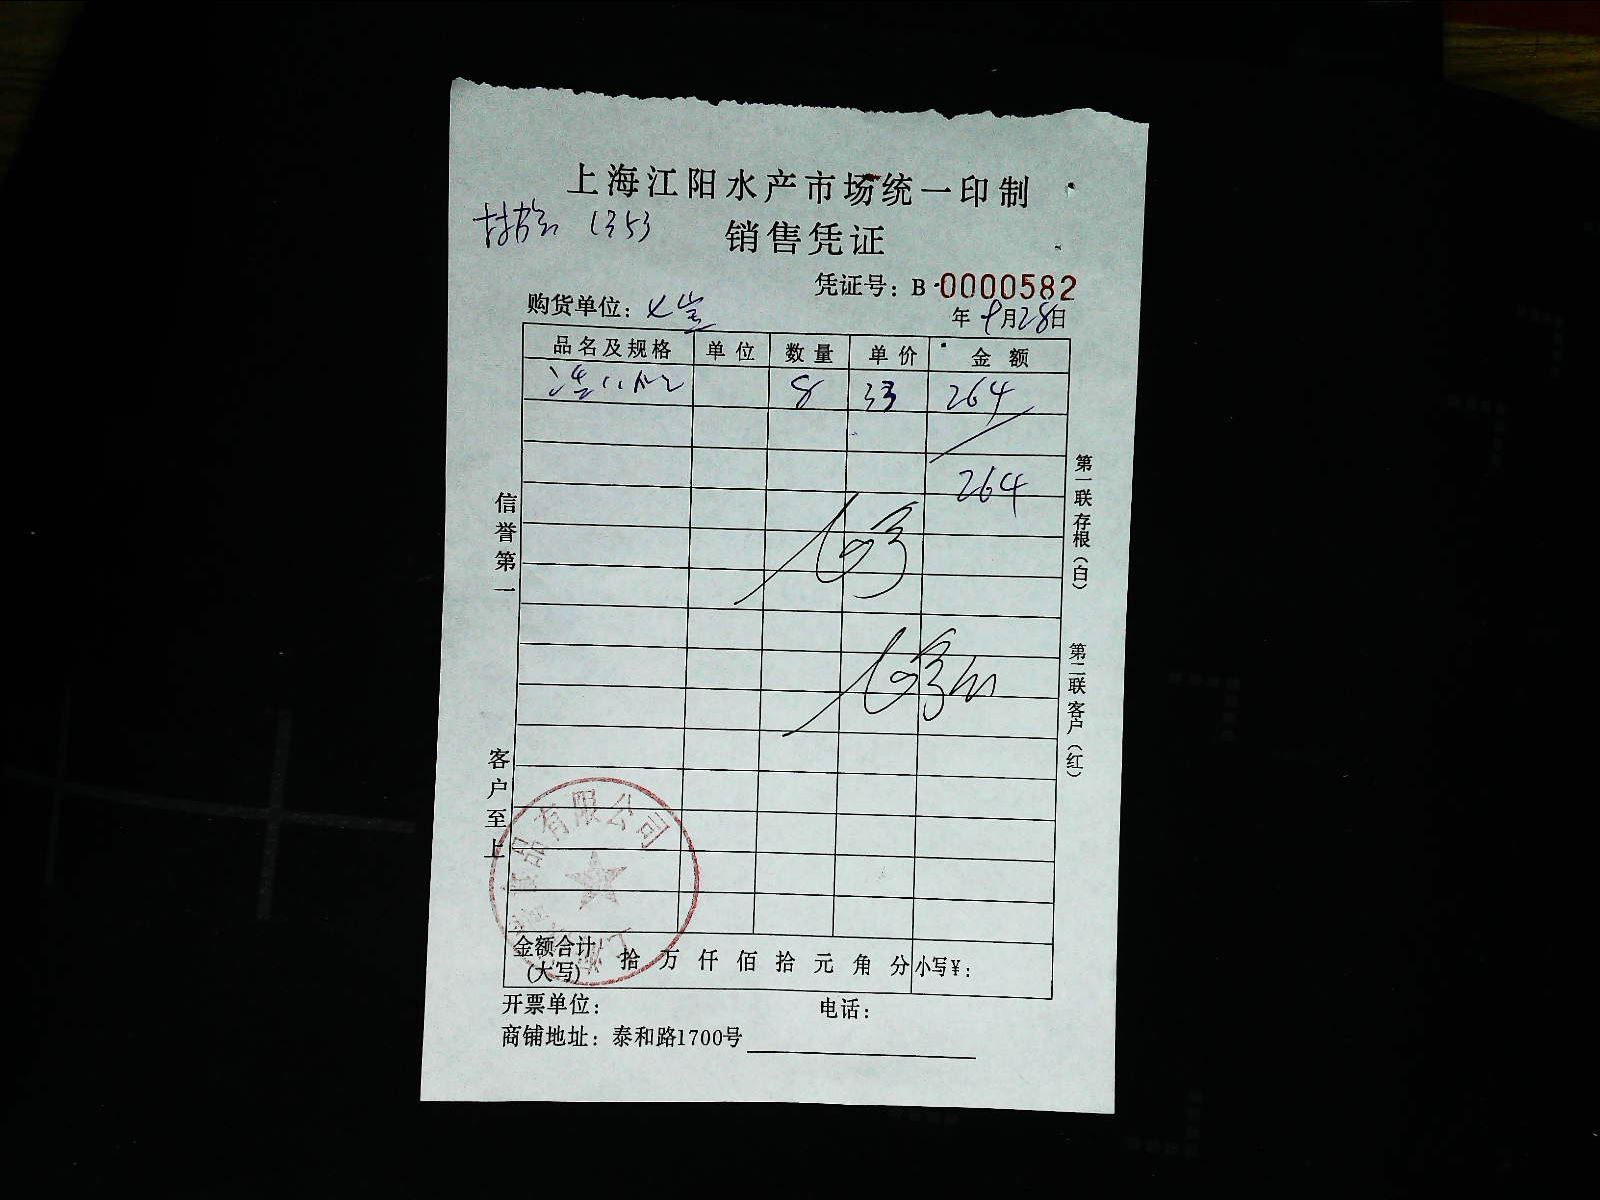 上海江阳水产市场统一印制
1353
销售凭证
凭证号：B·0000582
购货单位：七宝
年 9月28日
品名及规格 单位 数量 单价 金额
8 33 264
264
信誉第一
客户至上
第一联存根（白）
第二联客户（红）
品有限公司
金额合计（大写） 拾 万 仟 佰 拾 元 角 分 小写¥：
开票单位： 电话：
商铺地址：泰和路1700号